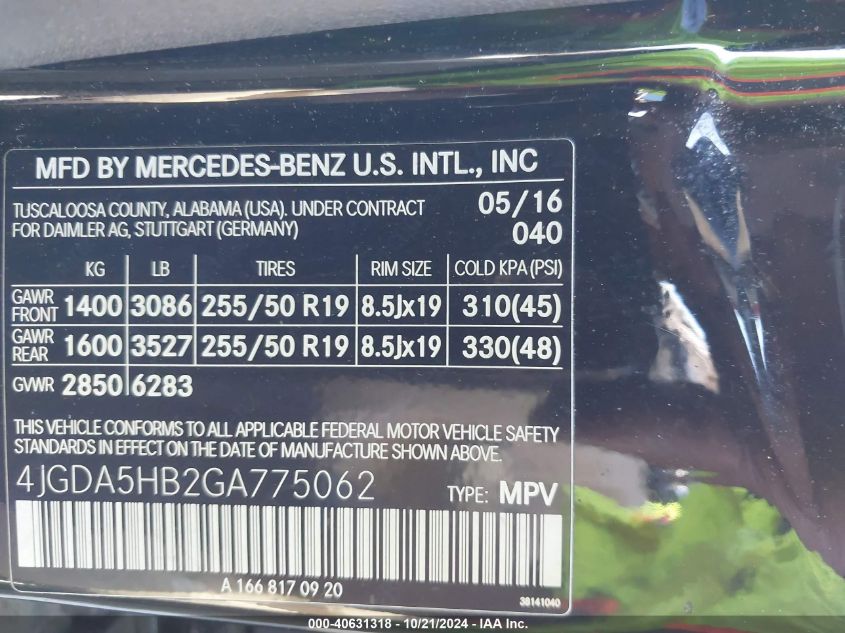 MFD BY MERCEDES-BENZ U.S. INTL., INC
TUSCALOOSA COUNTY, ALABAMA (USA). UNDER CONTRACT 05/16
FOR DAIMLER AG, STUTTGART (GERMANY) 040
KG LB TIRES RIM SIZE COLD KPA (PSI)
GAWR FRONT 1400 3086 255/50 R19 8.5Jx19 310(45)
GAWR REAR 1600 3527 255/50 R19 8.5Jx19 330(48)
GVWR 2850 6283
THIS VEHICLE CONFORMS TO ALL APPLICABLE FEDERAL MOTOR VEHICLE SAFETY
STANDARDS IN EFFECT ON THE DATE OF MANUFACTURE SHOWN ABOVE.
4JGDA5HB2GA775062 TYPE: MPV
A 166 817 09 20
38141040
000-40631318 - 10/21/2024 - IAA Inc.